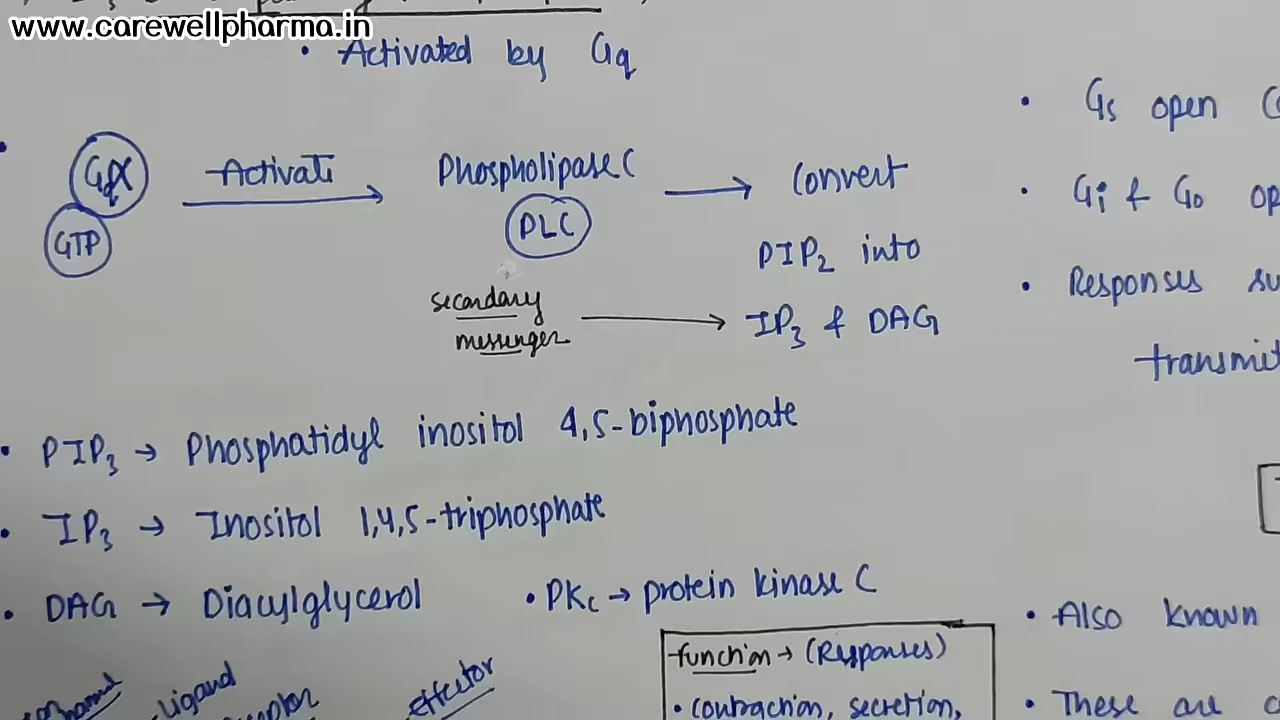 www.carewellpharma.in
• Activated by Gq
• Gqα Activate Phospholipase C → Convert
GTP PLC PIP₂ into
secondary messenger → IP₃ & DAG
• PIP₃ → Phosphatidyl inositol 4,5-biphosphate
• IP₃ → Inositol 1,4,5-triphosphate
• DAG → Diacylglycerol • PKc → protein kinase C
function → (Responses)
• contraction, secretion,
Ligand
effector
• Gs open
• Gi & Go
• Responses
• Also known
• These are